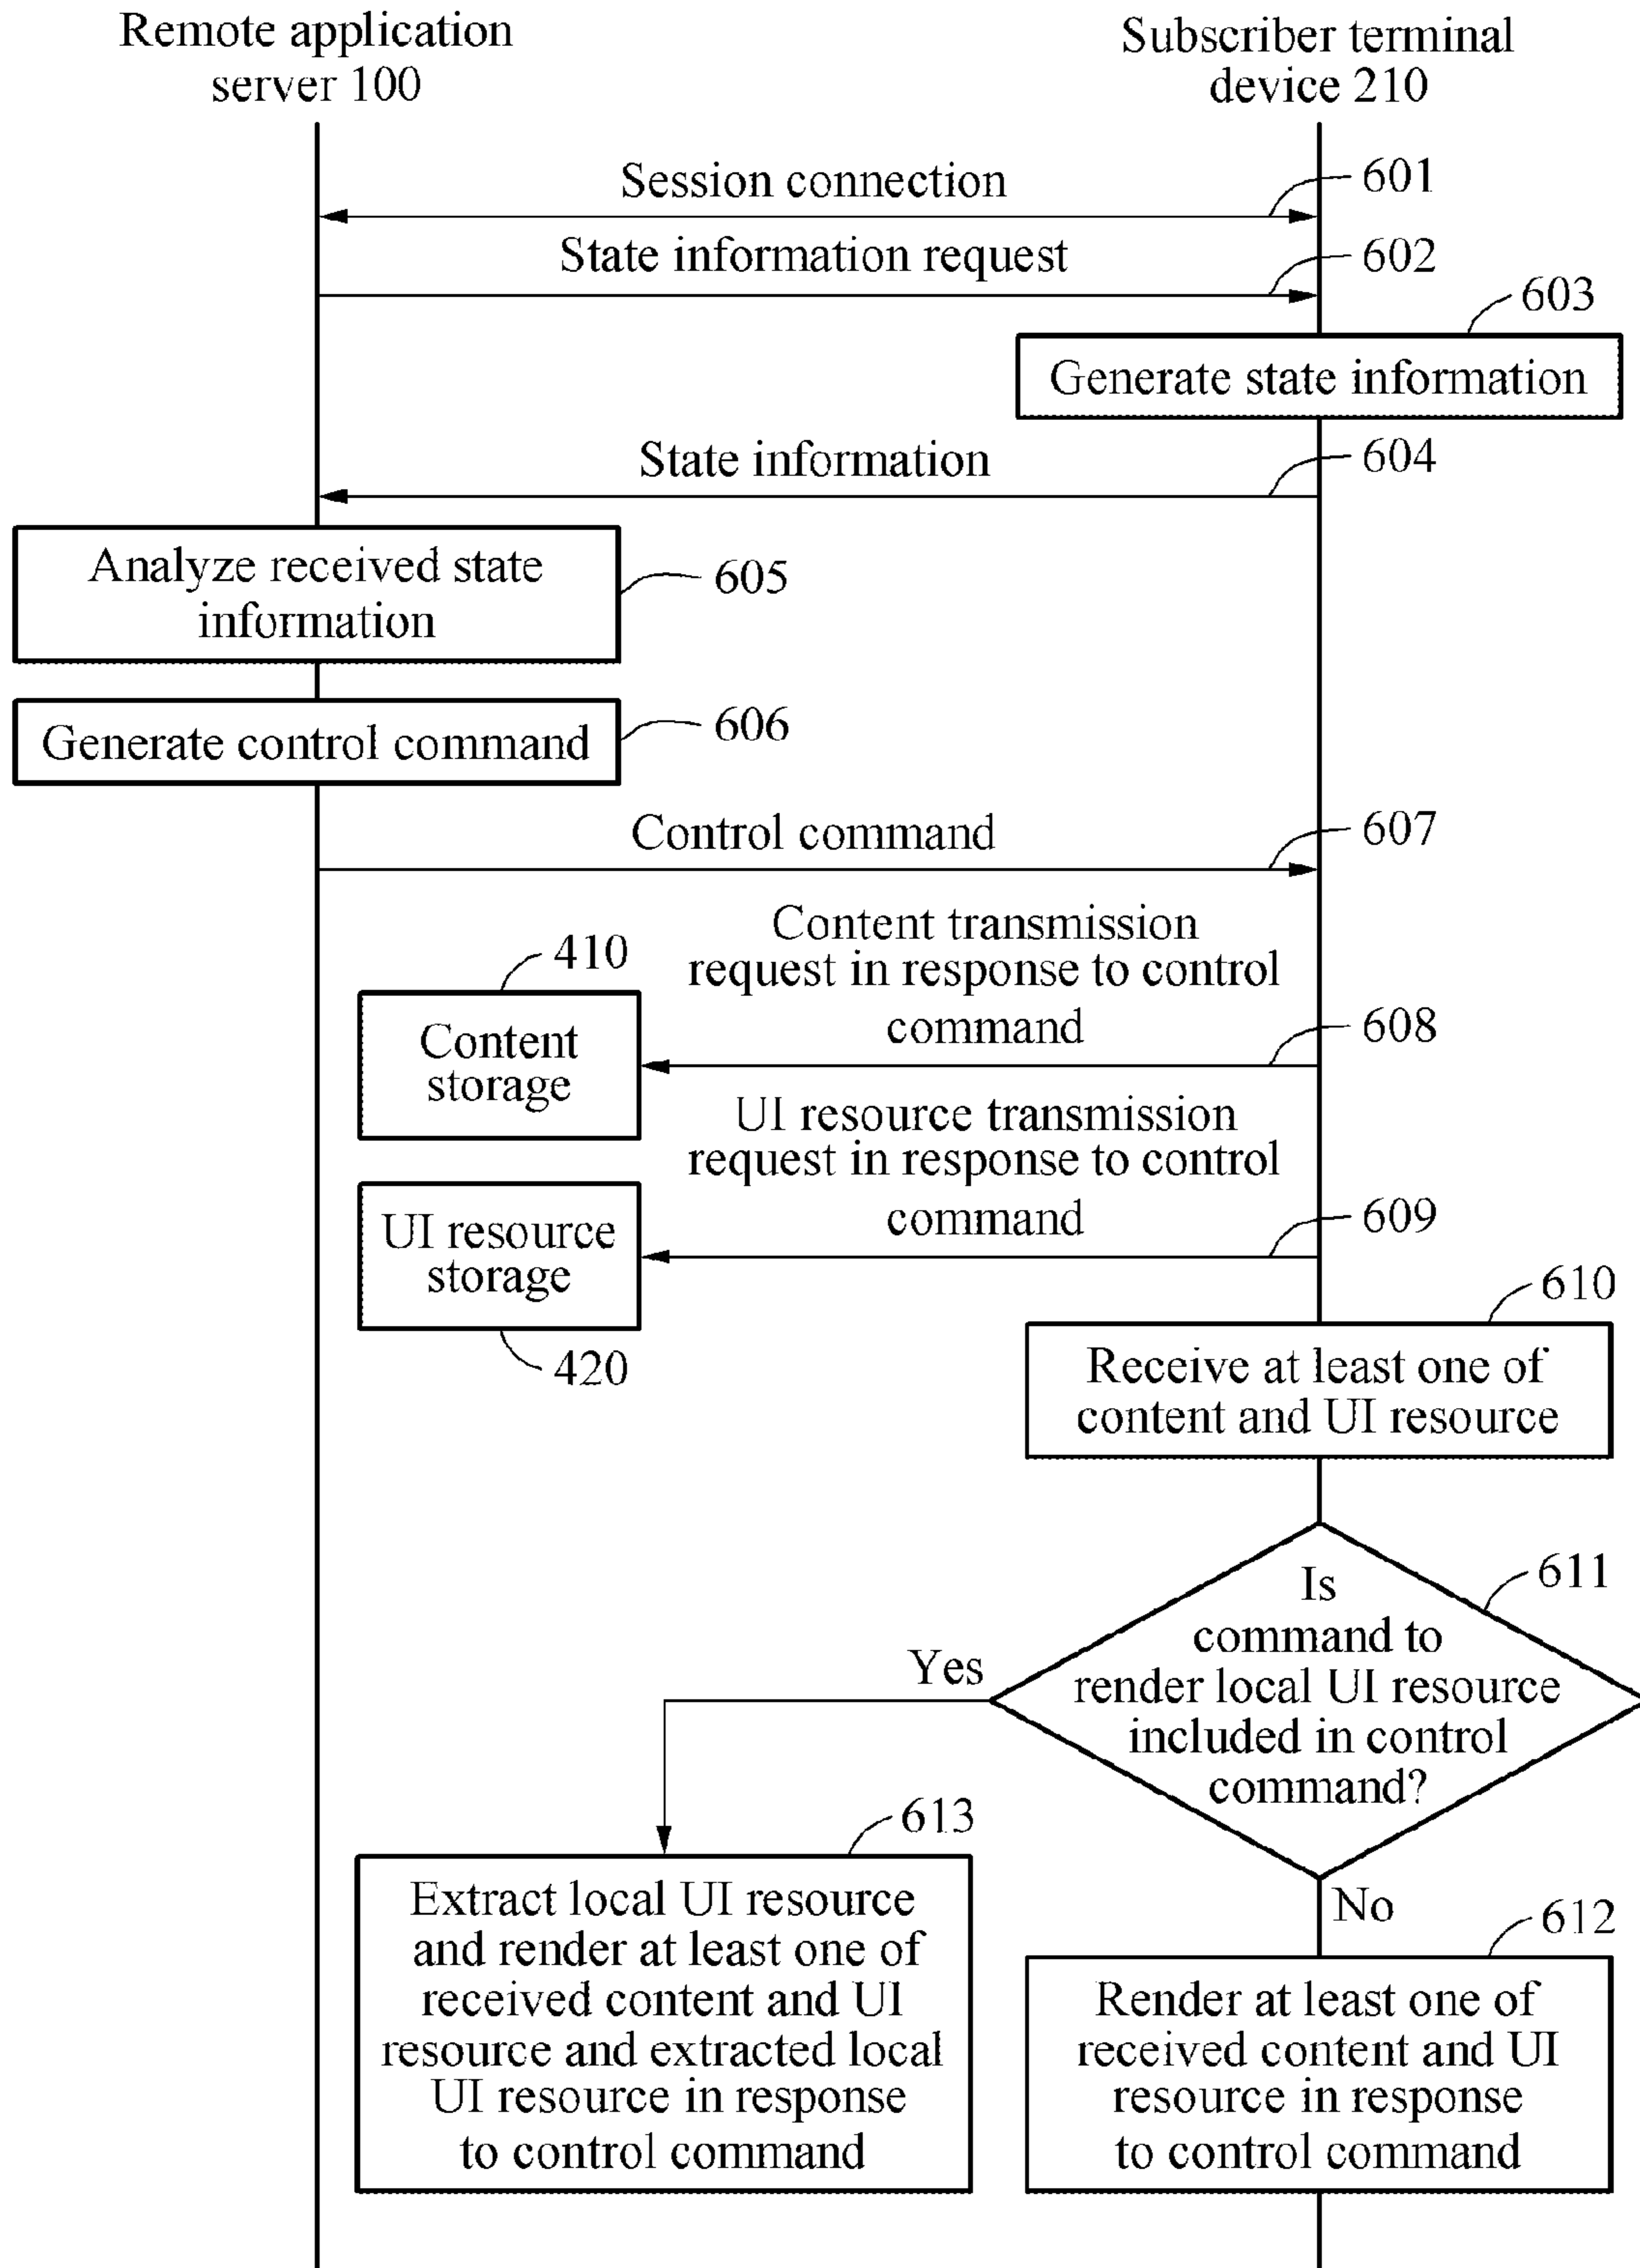 Remote application
server 100
Subscriber terminal
device 210
Session connection
601
State information request
602
603
Generate state information
State information
604
Analyze received state
information
605
Generate control command
606
Control command
607
Content transmission
request in response to control
command
608
410
Content
storage
UI resource transmission
request in response to control
command
609
UI resource
storage
420
610
Receive at least one of
content and UI resource
611
Is
command to
render local UI resource
included in control
command?
Yes
No
613
Extract local UI resource
and render at least one of
received content and UI
resource and extracted local
UI resource in response
to control command
612
Render at least one of
received content and UI
resource in response
to control command